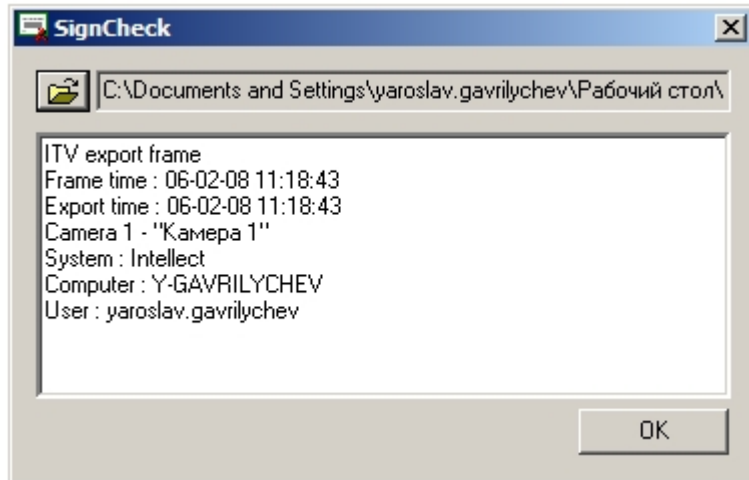 SignCheck
C:\Documents and Settings\yaroslav.gavrilychev\Рабочий стол\
ITV export frame
Frame time : 06-02-08 11:18:43
Export time : 06-02-08 11:18:43
Camera 1 - "Камера 1"
System : Intellect
Computer : Y-GAVRILYCHEV
User : yaroslav.gavrilychev
OK